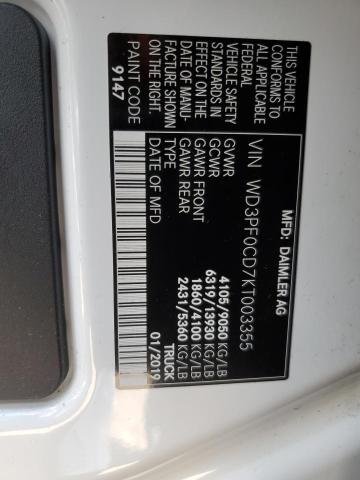 MFD: DAIMLER AG
VIN WD3PF0CD7KT003355
GVWR 4105/9050 KG/LB
GCWR 6319/13930 KG/LB
GAWR FRONT 1860/4100 KG/LB
GAWR REAR 2431/5360 KG/LB
TYPE TRUCK
DATE OF MFD 01/2019
THIS VEHICLE
CONFORMS TO
ALL APPLICABLE
FEDERAL
VEHICLE SAFETY
STANDARDS IN
EFFECT ON THE
DATE OF MANU-
FACTURE SHOWN
ON THE RIGHT.
PAINT CODE
9147